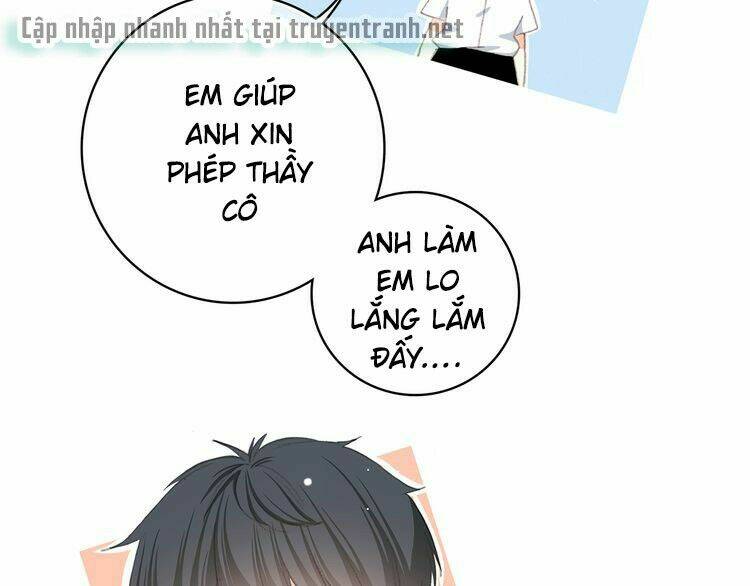 Cập nhập nhanh nhất tại truyentranh.net
EM GIÚP
ANH XIN
PHÉP THẦY
CÔ
ANH LÀM
EM LO
LẮNG LẮM
ĐẤY....